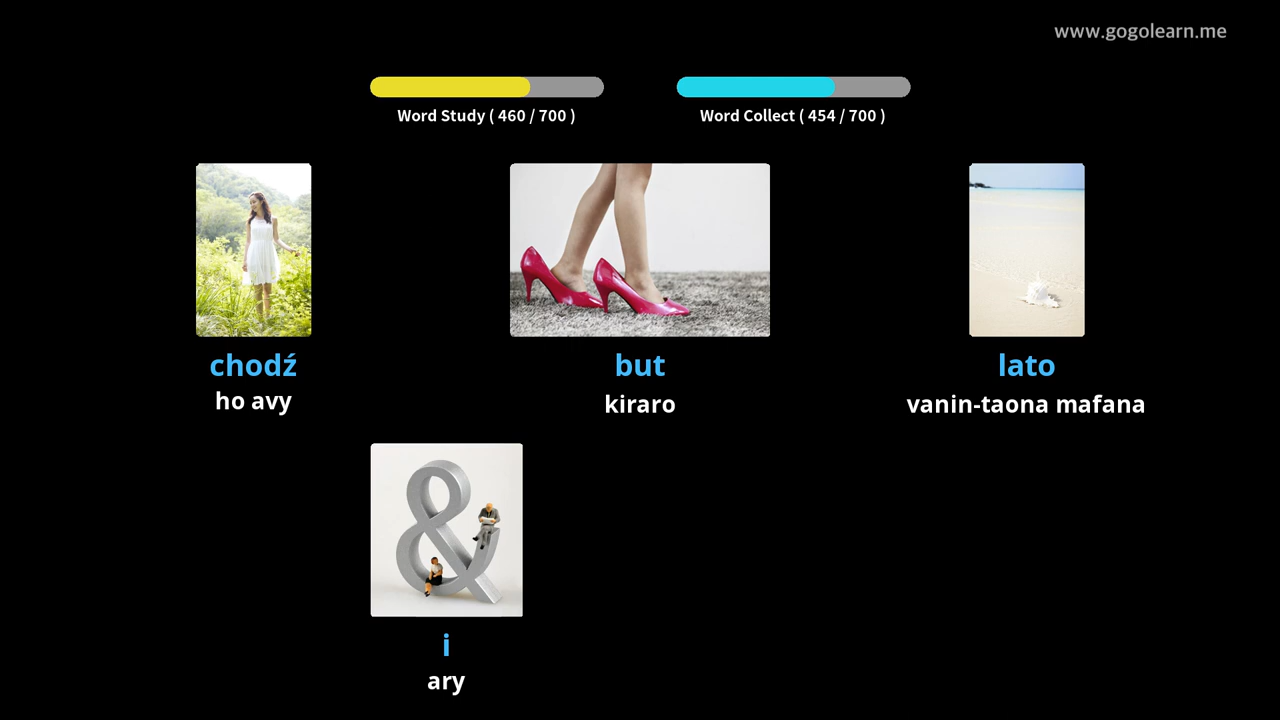 www.gogolearn.me
Word Study ( 460 / 700 )
Word Collect ( 454 / 700 )
chodź
ho avy
but
kiraro
lato
vanin-taona mafana
&
i
ary